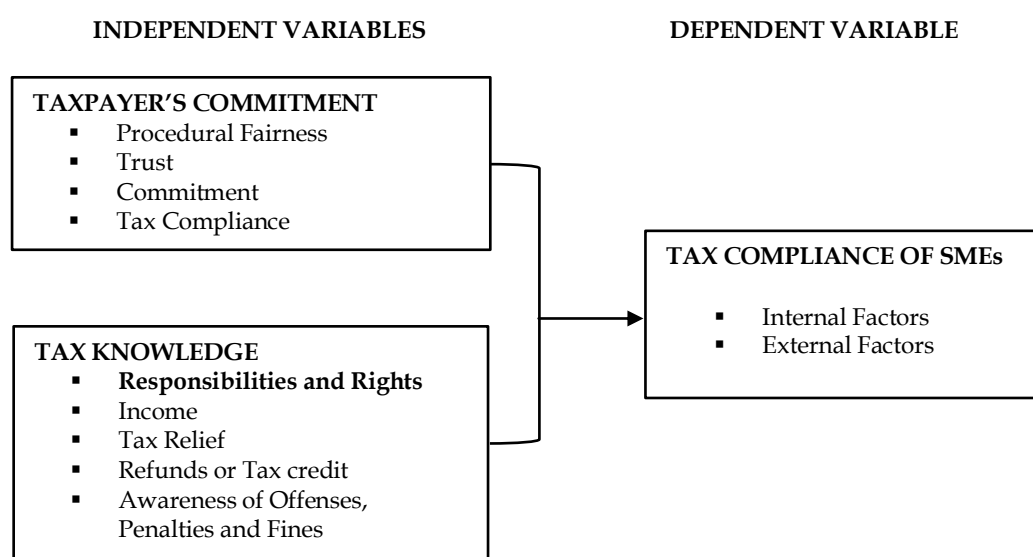 INDEPENDENT VARIABLES
DEPENDENT VARIABLE
TAXPAYER'S COMMITMENT
▪ Procedural Fairness
▪ Trust
▪ Commitment
▪ Tax Compliance
TAX COMPLIANCE OF SMEs
▪ Internal Factors
▪ External Factors
TAX KNOWLEDGE
▪ Responsibilities and Rights
▪ Income
▪ Tax Relief
▪ Refunds or Tax credit
▪ Awareness of Offenses,
Penalties and Fines